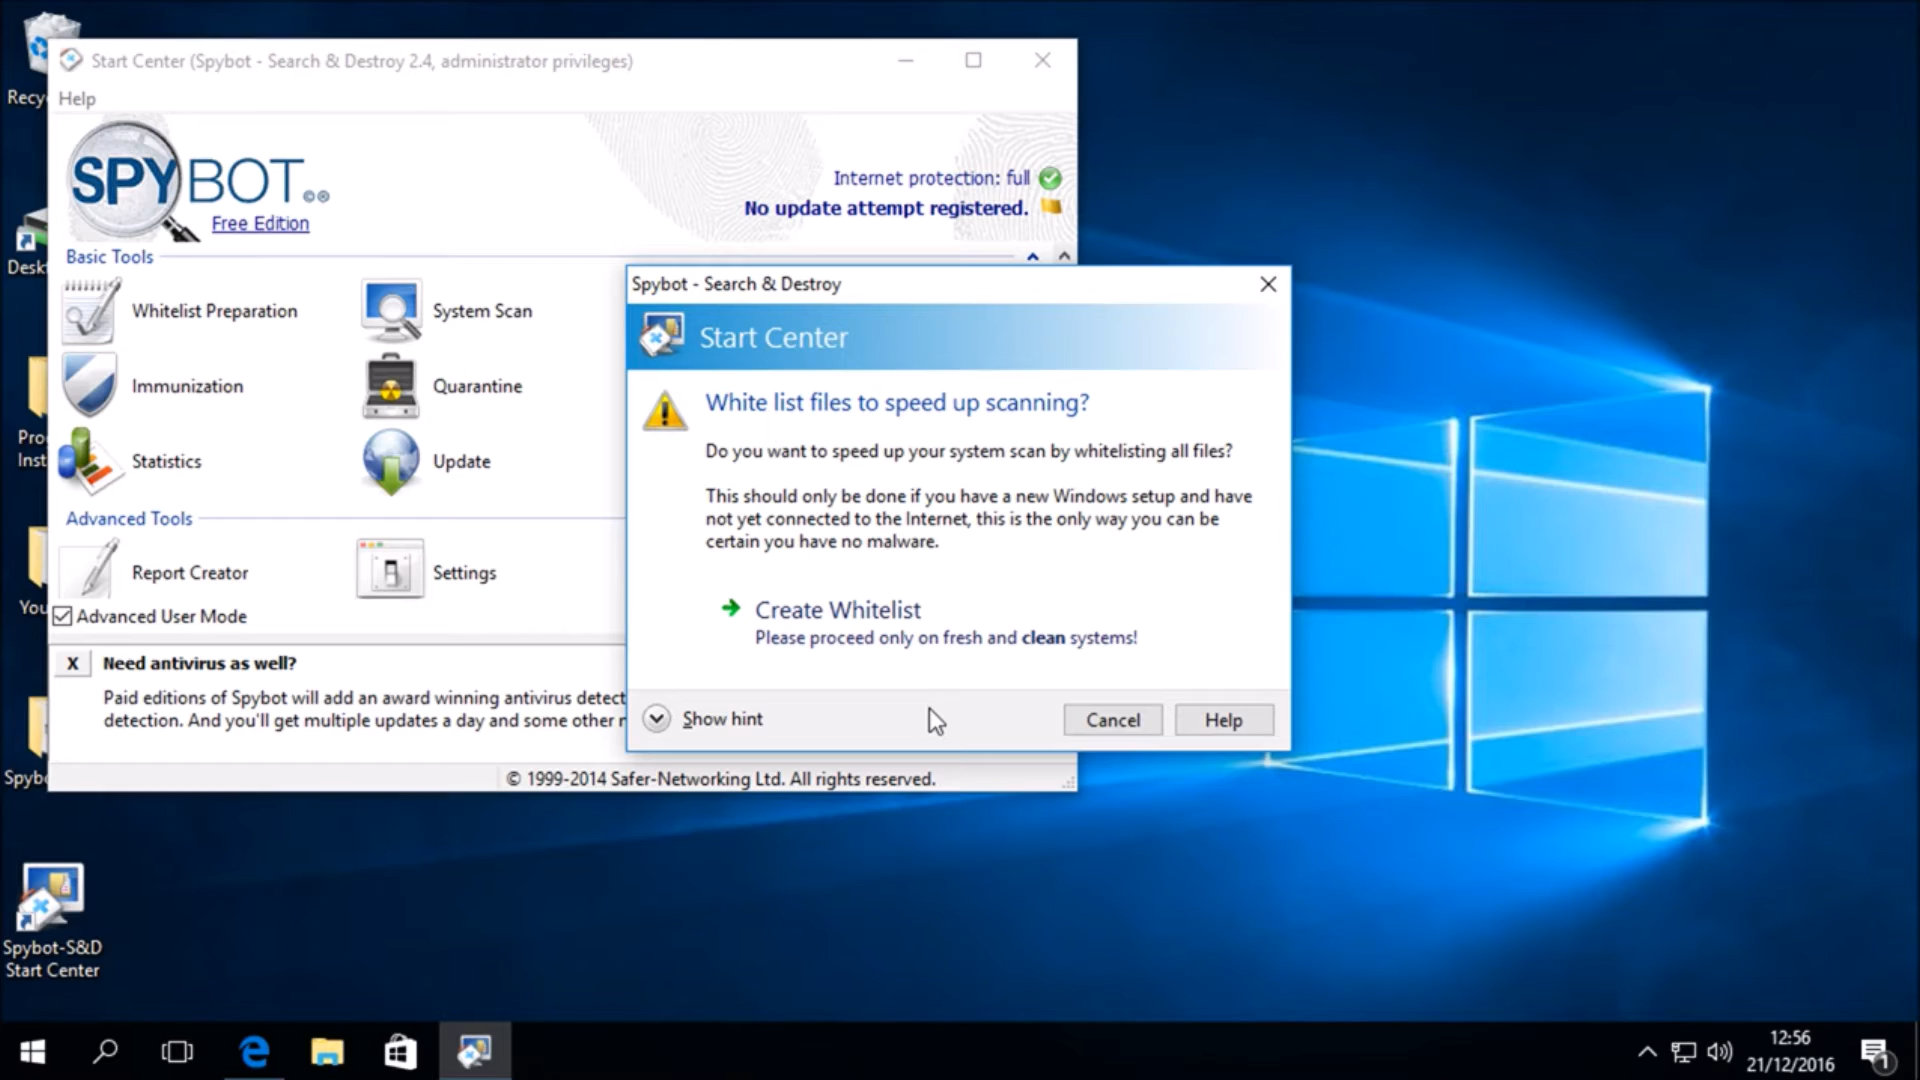 Recy
Start Center (Spybot - Search & Destroy 2.4, administrator privileges)
Help
SPYBOT ©®
Free Edition
Internet protection: full
No update attempt registered.
Deskt
Basic Tools
Whitelist Preparation
System Scan
Immunization
Quarantine
Statistics
Update
Pro
Inst
Advanced Tools
Report Creator
Settings
You
Advanced User Mode
X
Need antivirus as well?
Paid editions of Spybot will add an award winning antivirus detect
detection. And you'll get multiple updates a day and some other
© 1999-2014 Safer-Networking Ltd. All rights reserved.
Spybot - Search & Destroy
Start Center
White list files to speed up scanning?
Do you want to speed up your system scan by whitelisting all files?
This should only be done if you have a new Windows setup and have
not yet connected to the Internet, this is the only way you can be
certain you have no malware.
Create Whitelist
Please proceed only on fresh and clean systems!
Show hint
Cancel
Help
Spybo
Spybot-S&D
Start Center
12:56
21/12/2016
1